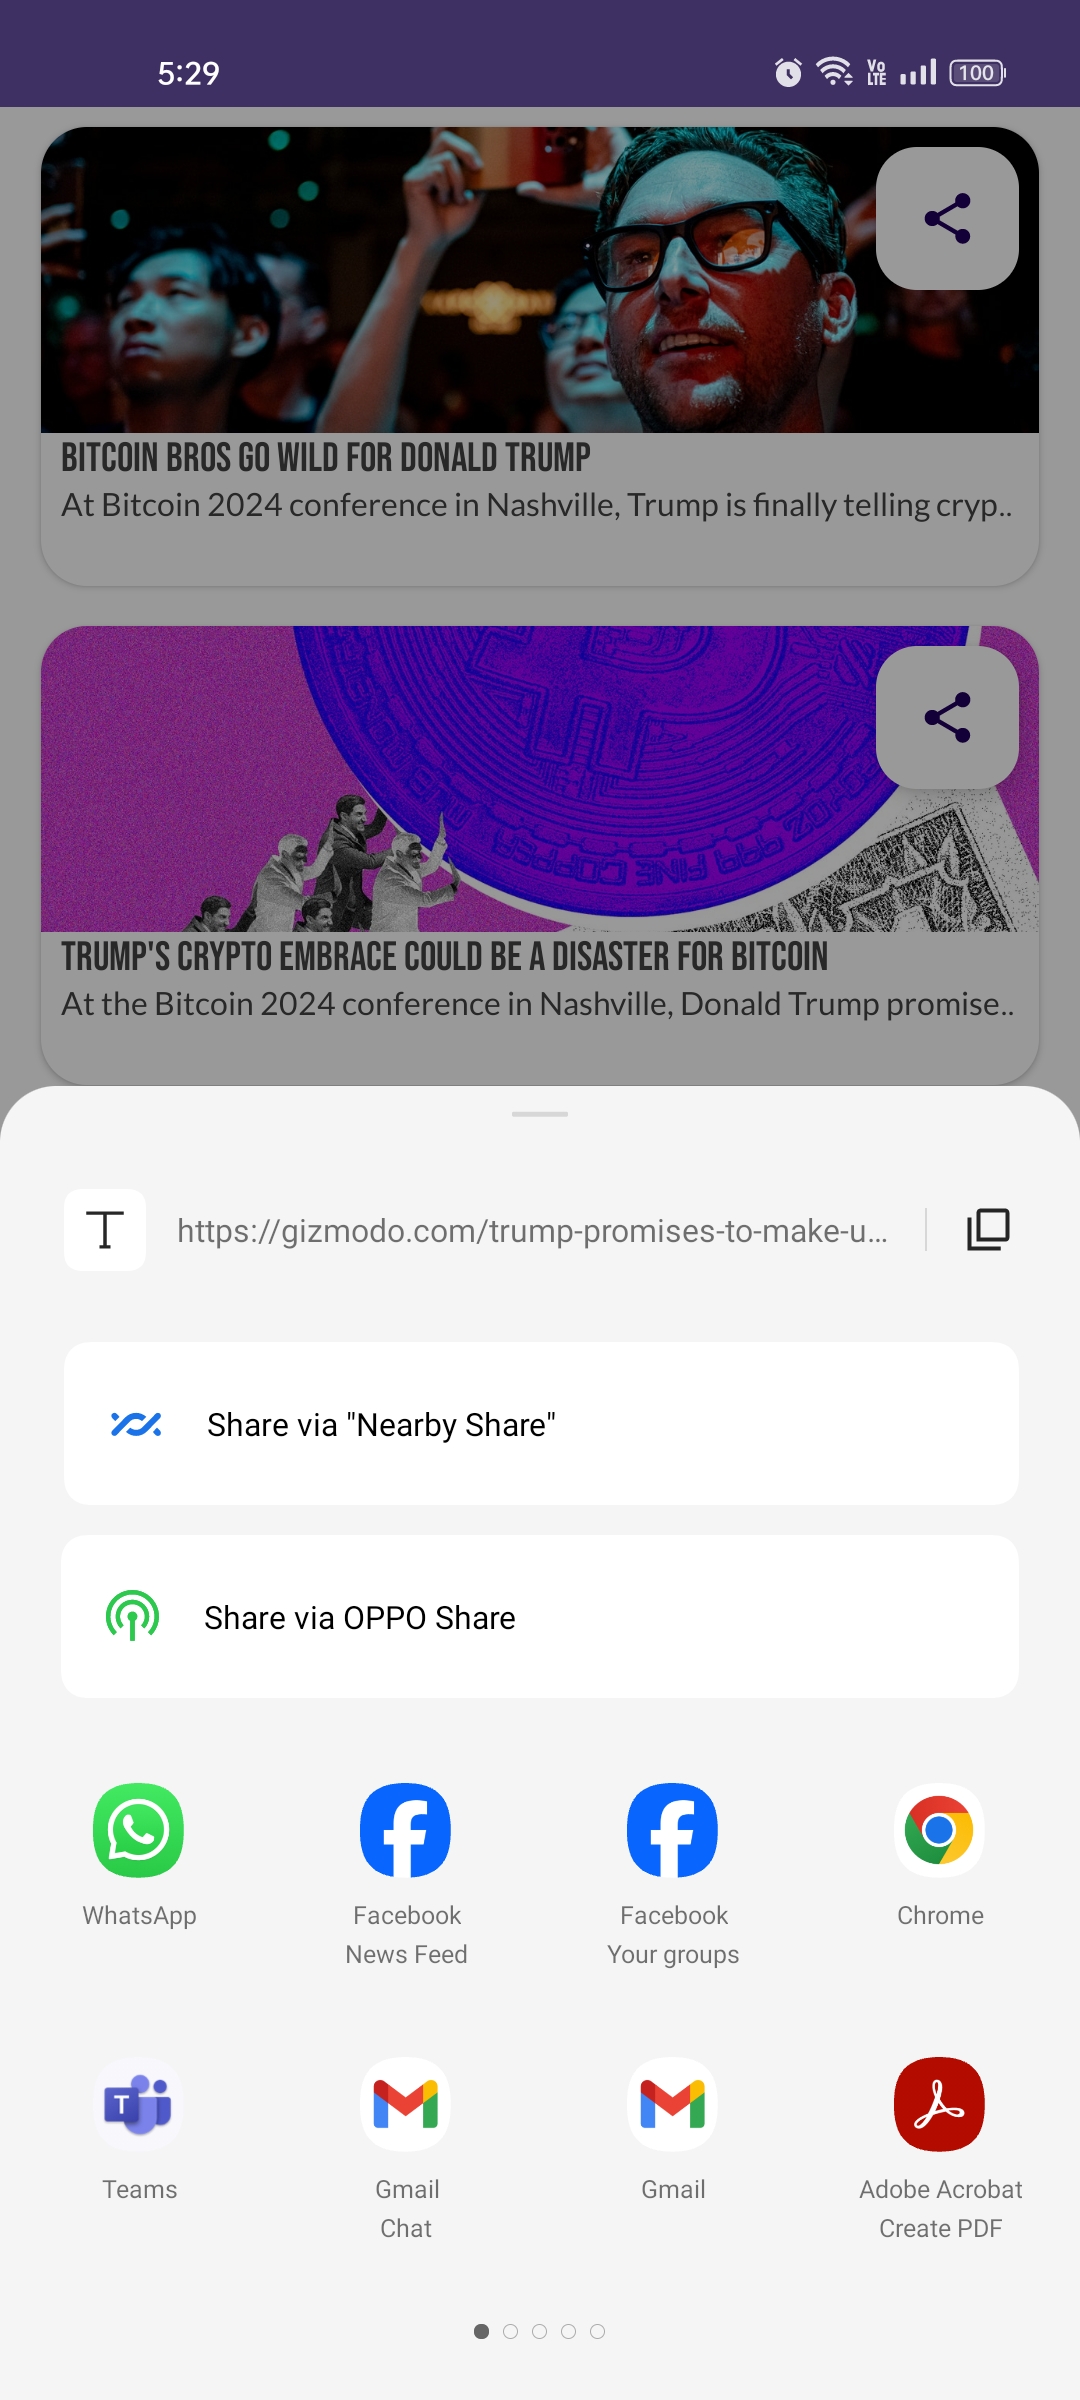 5:29
Vo
LTE
100
BITCOIN BROS GO WILD FOR DONALD TRUMP
At Bitcoin 2024 conference in Nashville, Trump is finally telling cryp..
TRUMP'S CRYPTO EMBRACE COULD BE A DISASTER FOR BITCOIN
At the Bitcoin 2024 conference in Nashville, Donald Trump promise..
T
https://gizmodo.com/trump-promises-to-make-u...
Share via "Nearby Share"
Share via OPPO Share
WhatsApp
Facebook
News Feed
Facebook
Your groups
Chrome
T
Teams
Gmail
Chat
Gmail
Adobe Acrobat
Create PDF